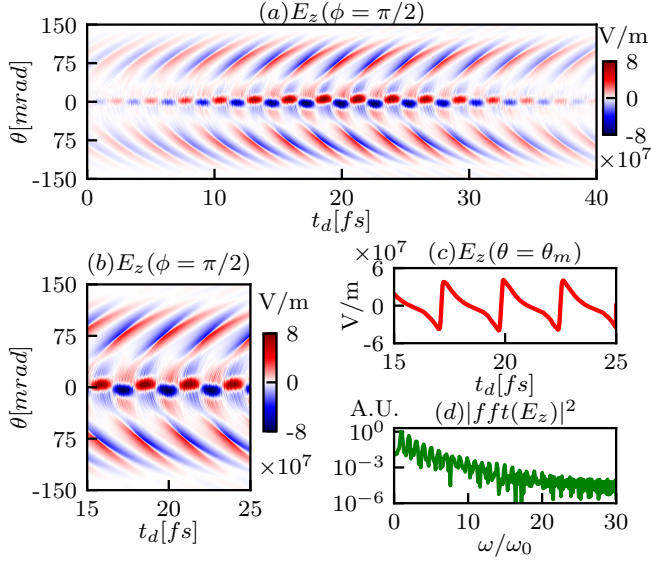 (a)E_z(ϕ = π/2)
V/m
150
75
0
75
-150
θ[mrad]
8
0
-8
×10^7
0 10 20 30 40
t_d[fs]
(b)E_z(ϕ = π/2)
V/m
150
75
0
-75
-150
θ[mrad]
8
0
-8
×10^7
15 20 25
t_d[fs]
×10^7 (c)E_z(θ = θ_m)
6
0
-6
V/m
15 20 25
t_d[fs]
A.U. (d)|fft(E_z)|^2
10^0
10^-3
10^-6
0 10 20 30
ω/ω_0